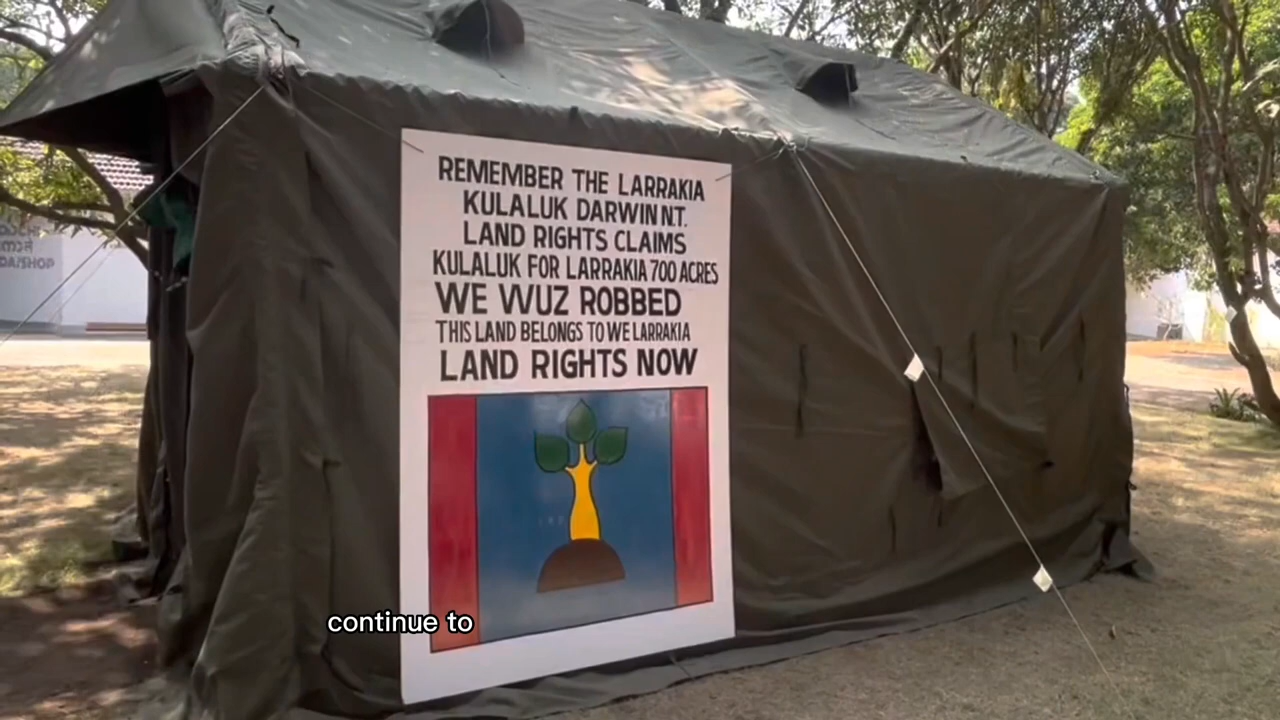 REMEMBER THE LARRAKIA
KULALUK DARWIN N.T.
LAND RIGHTS CLAIMS
KULALUK FOR LARRAKIA 700 ACRES
WE WUZ ROBBED
THIS LAND BELONGS TO WE LARRAKIA
LAND RIGHTS NOW
continue to